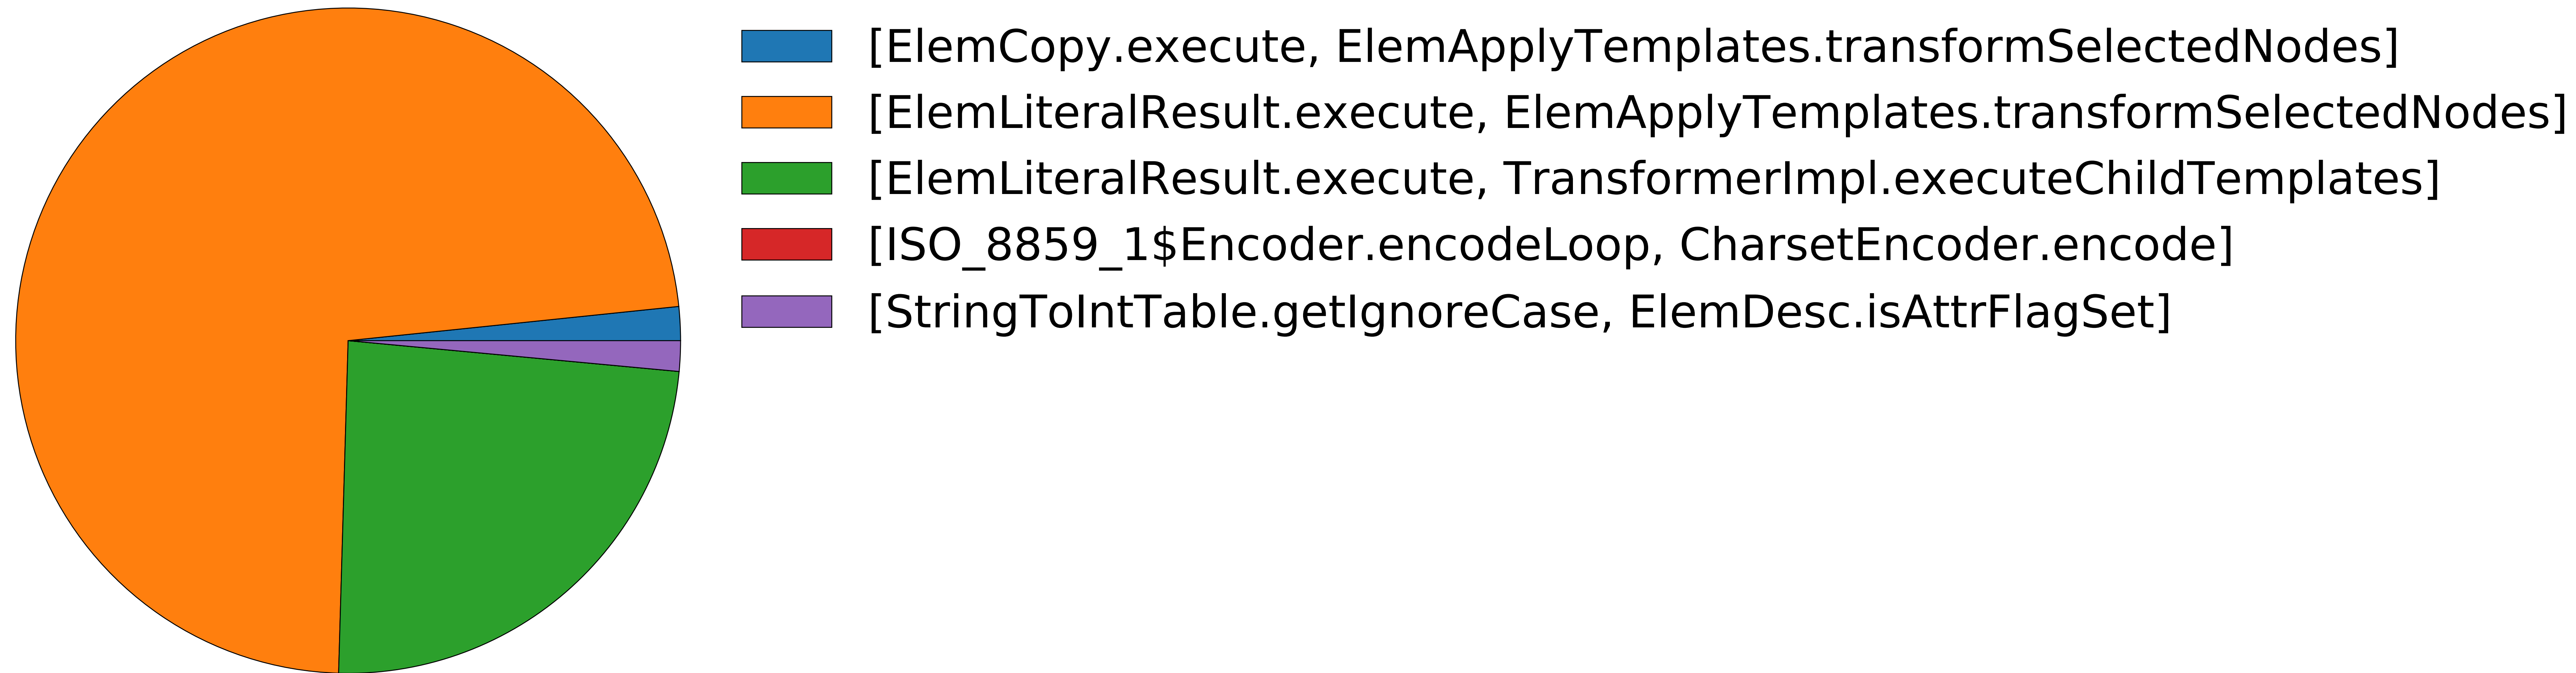 [ElemCopy.execute, ElemApplyTemplates.transformSelectedNodes]
[ElemLiteralResult.execute, ElemApplyTemplates.transformSelectedNodes]
[ElemLiteralResult.execute, TransformerImpl.executeChildTemplates]
[ISO_8859_1$Encoder.encodeLoop, CharsetEncoder.encode]
[StringToIntTable.getIgnoreCase, ElemDesc.isAttrFlagSet]